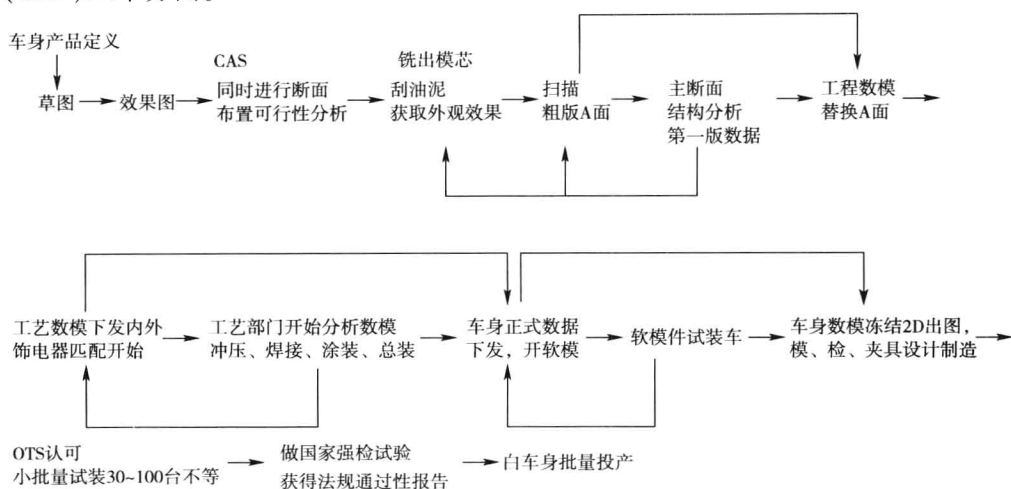 车身产品定义
草图
效果图
CAS
同时进行断面
布置可行性分析
铣出模芯
刮油泥
获取外观效果
扫描
粗版A面
主断面
结构分析
第一版数据
工程数模
替换A面
工艺数模下发内外
饰电器匹配开始
工艺部门开始分析数模
冲压、焊接、涂装、总装
车身正式数据
下发，开软模
软模件试装车
车身数模冻结2D出图，
模、检、夹具设计制造
OTS认可
小批量试装30~100台不等
做国家强检试验
获得法规通过性报告
白车身批量投产